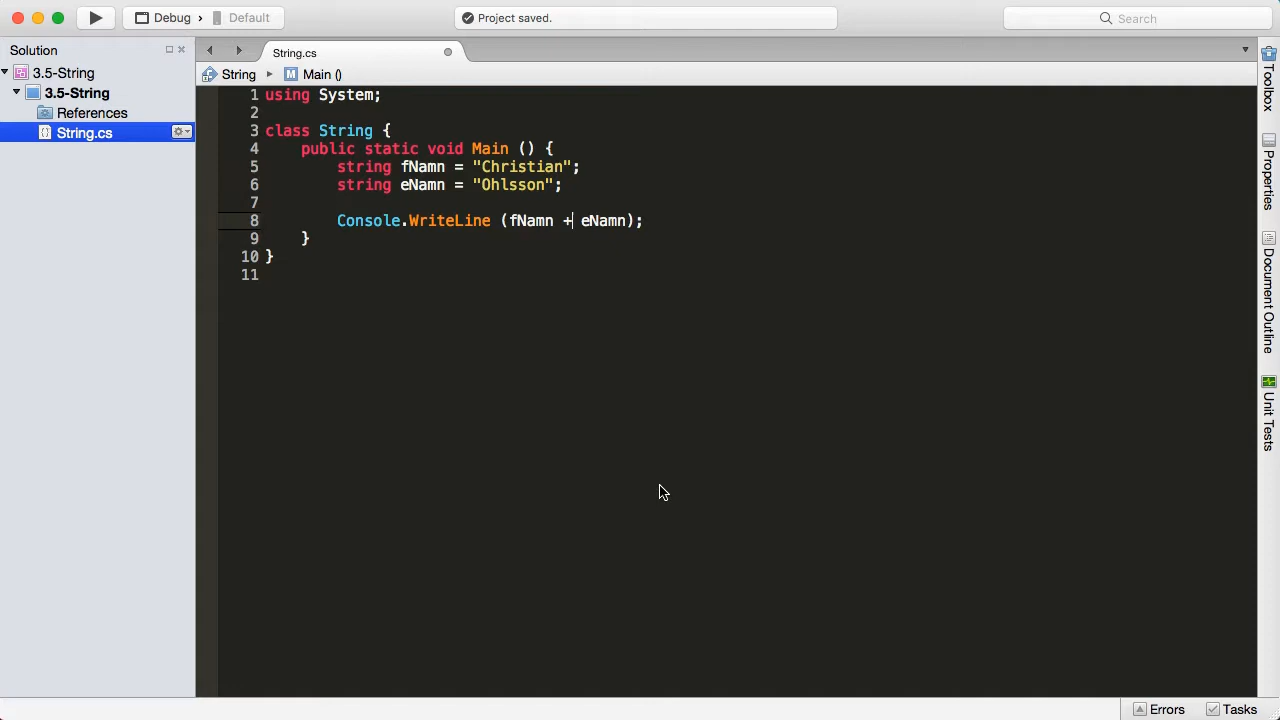 Debug
Default
Project saved.
Search
Solution
3.5-String
3.5-String
References
String.cs
String.cs
String
Main ()
1 using System;
2
3 class String {
4 public static void Main () {
5 string fNamn = "Christian";
6 string eNamn = "Ohlsson";
7
8 Console.WriteLine (fNamn + eNamn);
9 }
10 }
11
Toolbox
Properties
Document Outline
Unit Tests
Errors
Tasks